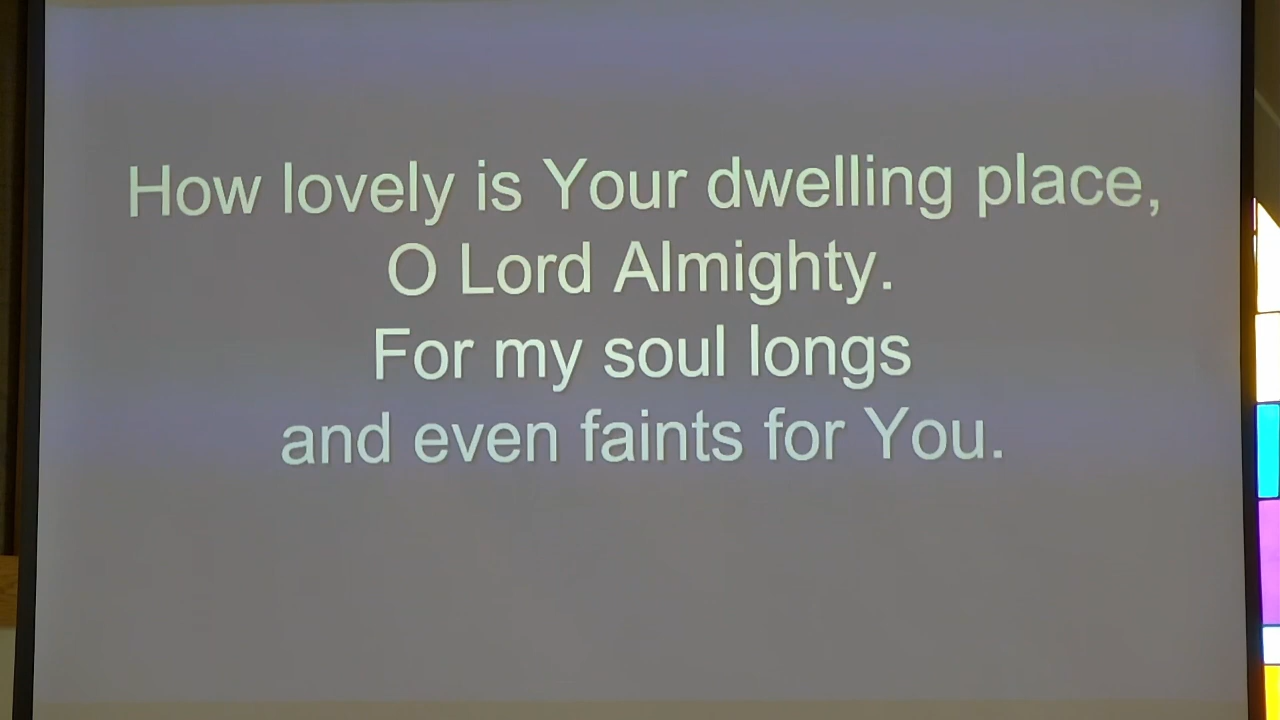 How lovely is Your dwelling place,
O Lord Almighty.
For my soul longs
and even faints for You.